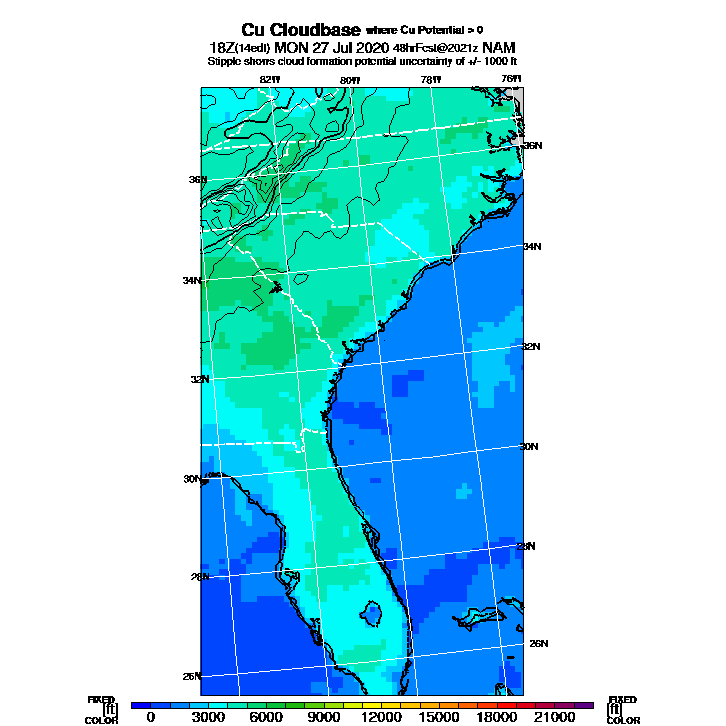 Cu Cloudbase where Cu Potential > 0
18Z(14edt) MON 27 Jul 2020 48hrFcst@2021z NAM
Stipple shows cloud formation potential uncertainty of +/- 1000 ft
82W 80W 78W 76W
36N
36N
34N
34N
32N
32N
30N
30N
28N
28N
26N
26N
FIXED FIXED
[ft] [ft]
COLOR COLOR
0 3000 6000 9000 12000 15000 18000 21000